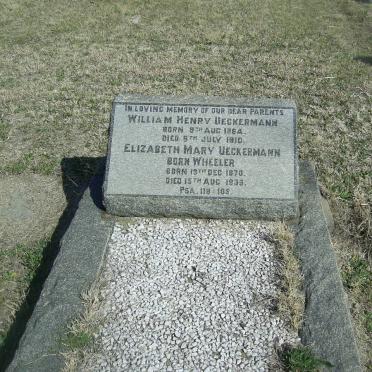 IN LOVING MEMORY OF OUR DEAR PARENTS
WILLIAM HENRY UECKERMANN
BORN 9TH AUG 1864.
DIED 5TH JULY 1910.
ELIZABETH MARY UECKERMANN
BORN WHEELER
BORN 19TH DEC 1870.
DIED 15TH AUG 1938.
PSA. 118-108.